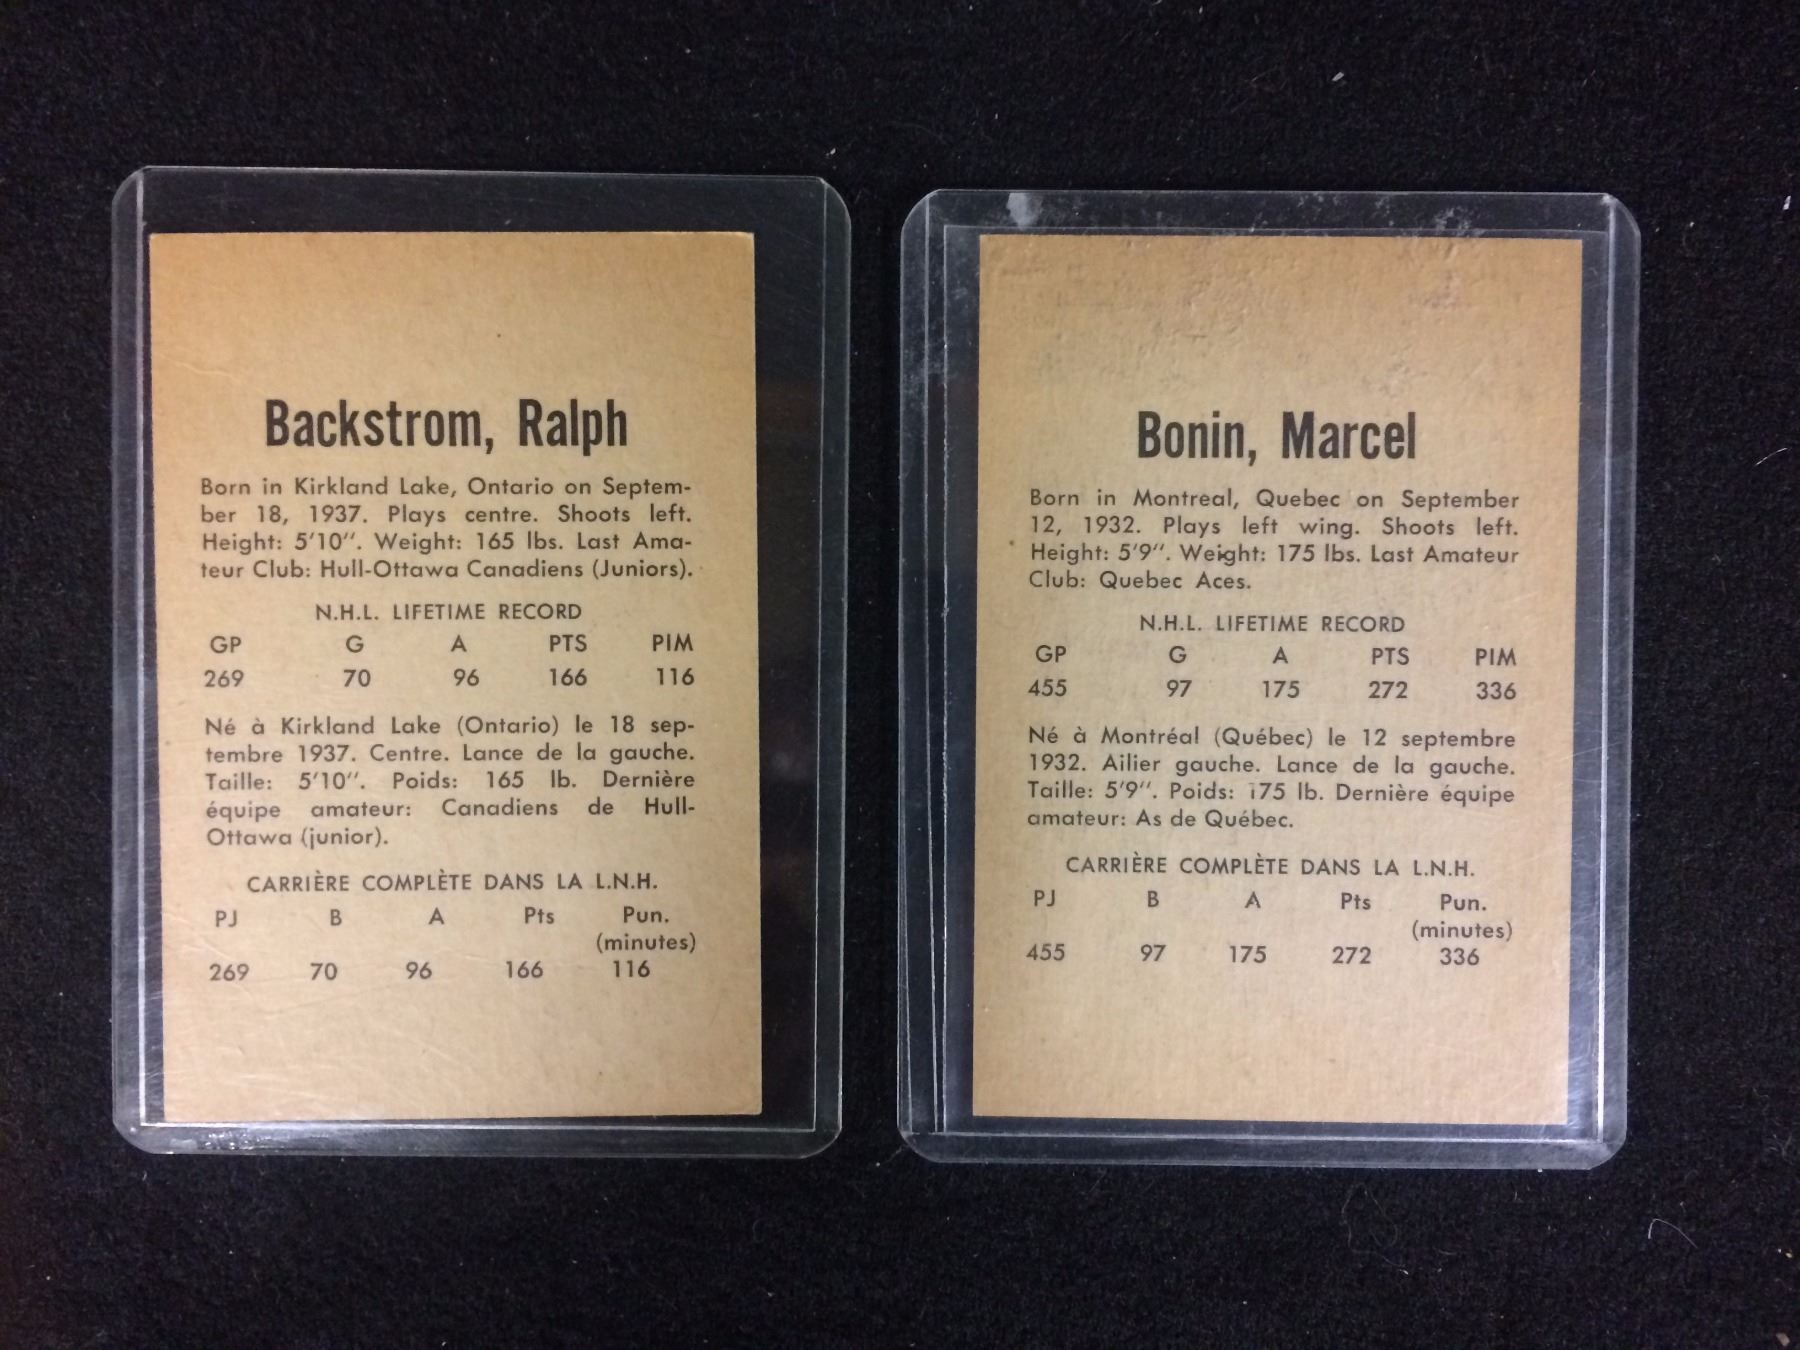 Backstrom, Ralph
Born in Kirkland Lake, Ontario on Septem-
ber 18, 1937. Plays centre. Shoots left.
Height: 5'10". Weight: 165 lbs. Last Ama-
teur Club: Hull-Ottawa Canadiens (Juniors).
N.H.L. LIFETIME RECORD
GP G A PTS PIM
269 70 96 166 116
Né à Kirkland Lake (Ontario) le 18 sep-
tembre 1937. Centre. Lance de la gauche.
Taille: 5'10". Poids: 165 lb. Dernière
équipe amateur: Canadiens de Hull-
Ottawa (junior).
CARRIÈRE COMPLÈTE DANS LA L.N.H.
PJ B A Pts Pun.
(minutes)
269 70 96 166 116
Bonin, Marcel
Born in Montreal, Quebec on September
12, 1932. Plays left wing. Shoots left.
Height: 5'9". Weight: 175 lbs. Last Amateur
Club: Quebec Aces.
N.H.L. LIFETIME RECORD
GP G A PTS PIM
455 97 175 272 336
Né à Montréal (Québec) le 12 septembre
1932. Ailier gauche. Lance de la gauche.
Taille: 5'9". Poids: 175 lb. Dernière équipe
amateur: As de Québec.
CARRIÈRE COMPLÈTE DANS LA L.N.H.
PJ B A Pts Pun.
(minutes)
455 97 175 272 336